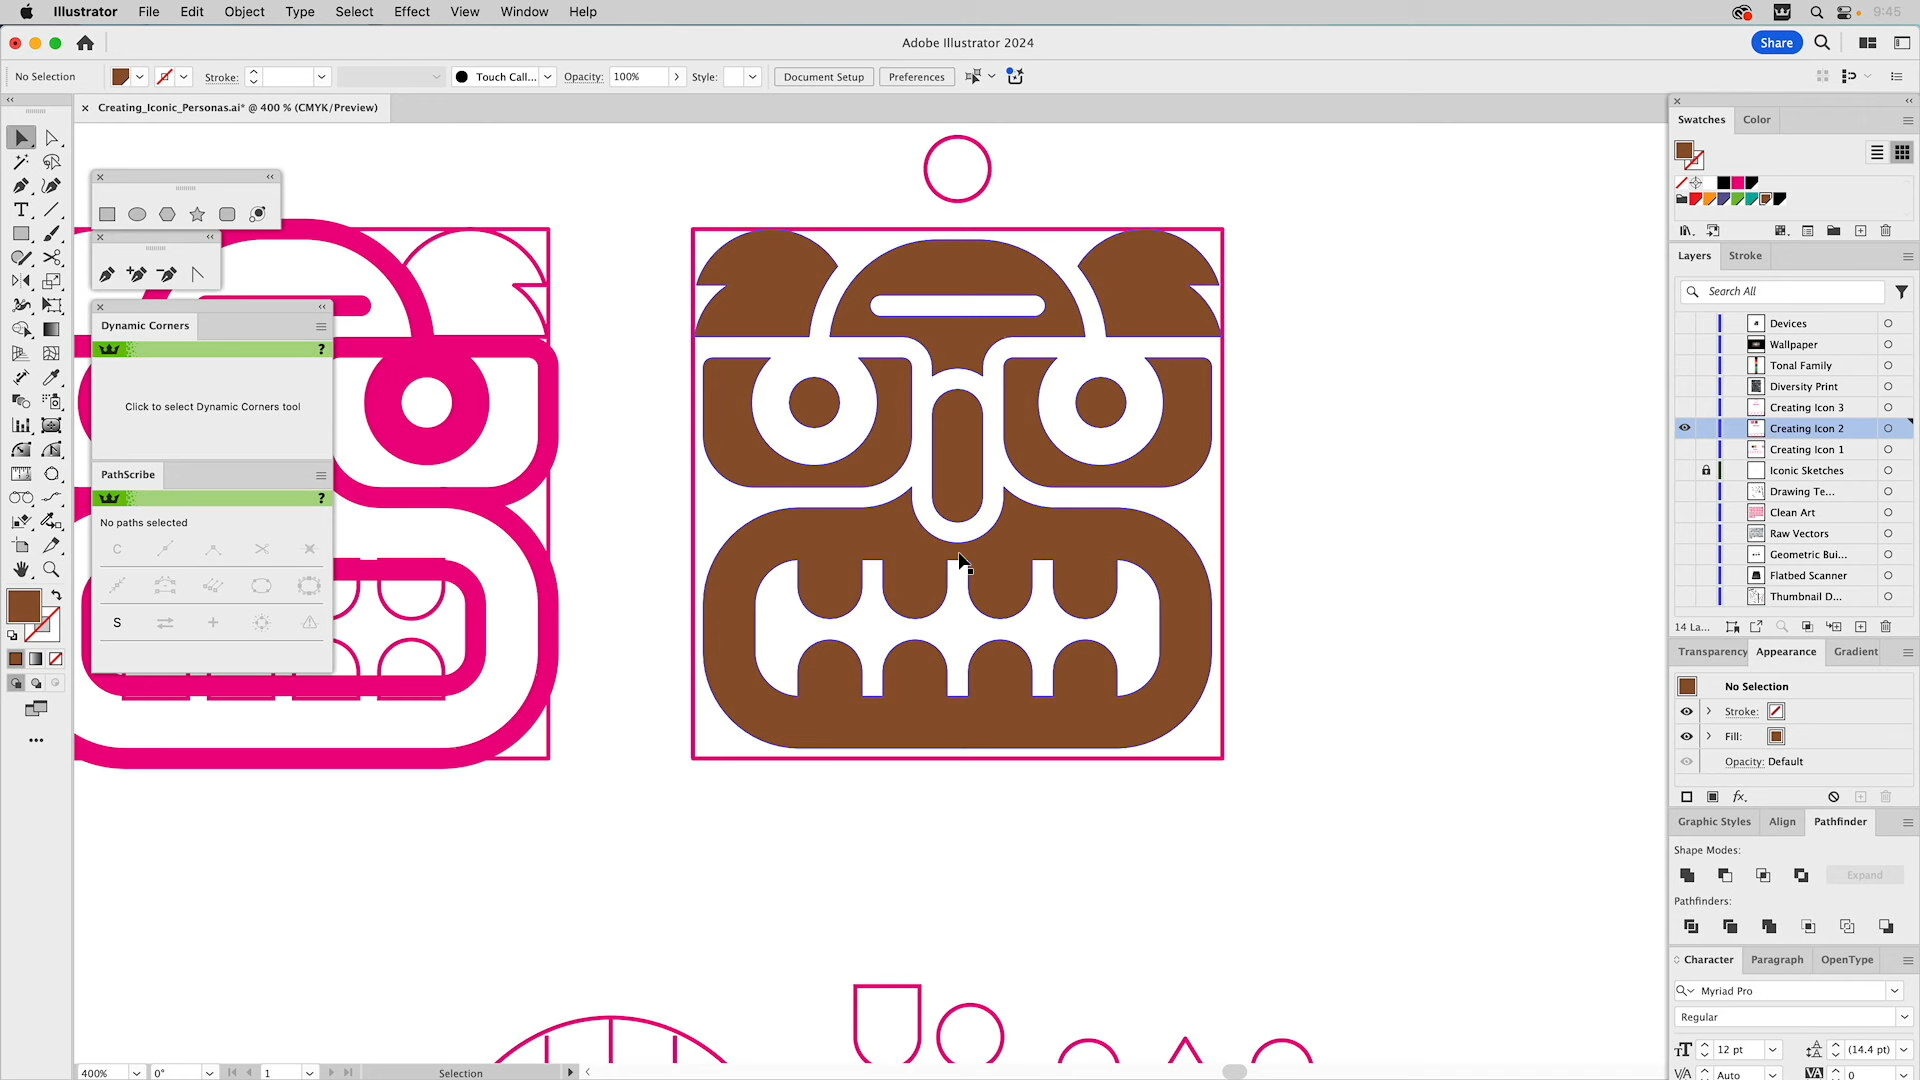 Illustrator File Edit Object Type Select Effect View Window Help 9:45
Adobe Illustrator 2024
Share
No Selection Stroke: Touch Call... Opacity: 100% Style: Document Setup Preferences
Creating_Iconic_Personas.ai* @ 400 % (CMYK/Preview)
Dynamic Corners
?
Click to select Dynamic Corners tool
PathScribe
?
No paths selected
C
S
Swatches Color
Layers Stroke
Search All
Devices
Wallpaper
Tonal Family
Diversity Print
Creating Icon 3
Creating Icon 2
Creating Icon 1
Iconic Sketches
Drawing Te...
Clean Art
Raw Vectors
Geometric Bui...
Flatbed Scanner
Thumbnail D...
14 La...
Transparency Appearance Gradient
No Selection
Stroke:
Fill:
Opacity: Default
fx.
Graphic Styles Align Pathfinder
Shape Modes:
Expand
Pathfinders:
Character Paragraph OpenType
Myriad Pro
Regular
12 pt (14.4 pt)
Auto 0
400% 0° 1 Selection